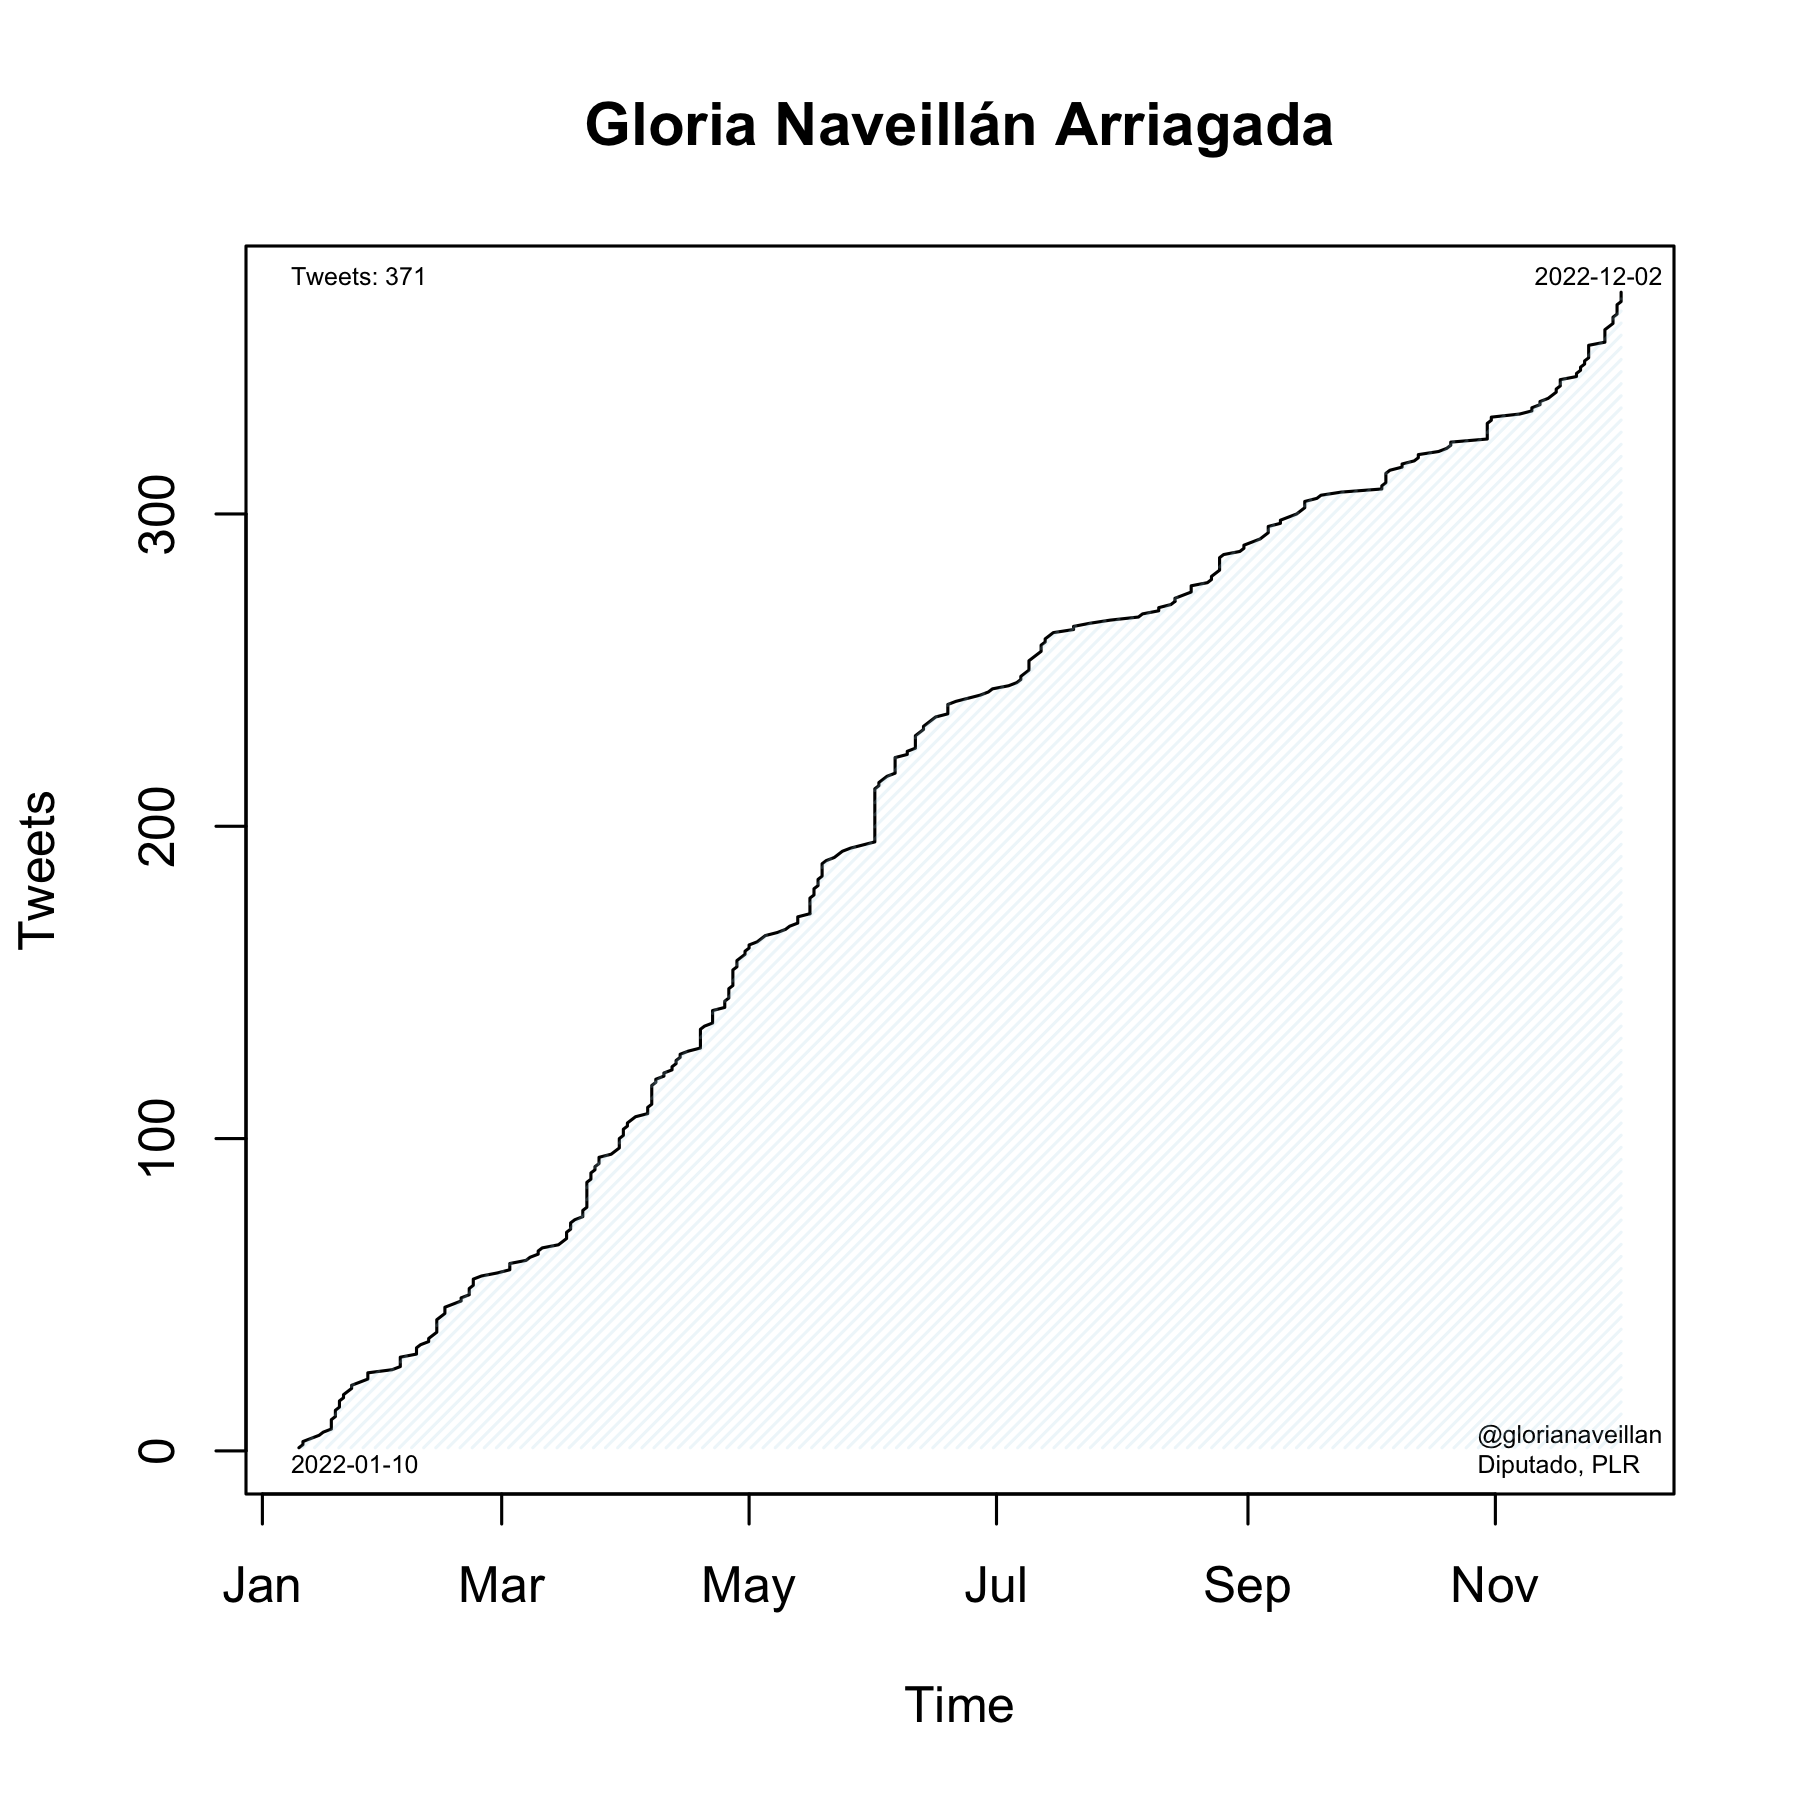 Gloria Naveillán Arriagada
Tweets: 371
2022-12-02
300
200
100
0
Tweets
@glorianaveillan
Diputado, PLR
2022-01-10
Jan
Mar
May
Jul
Sep
Nov
Time